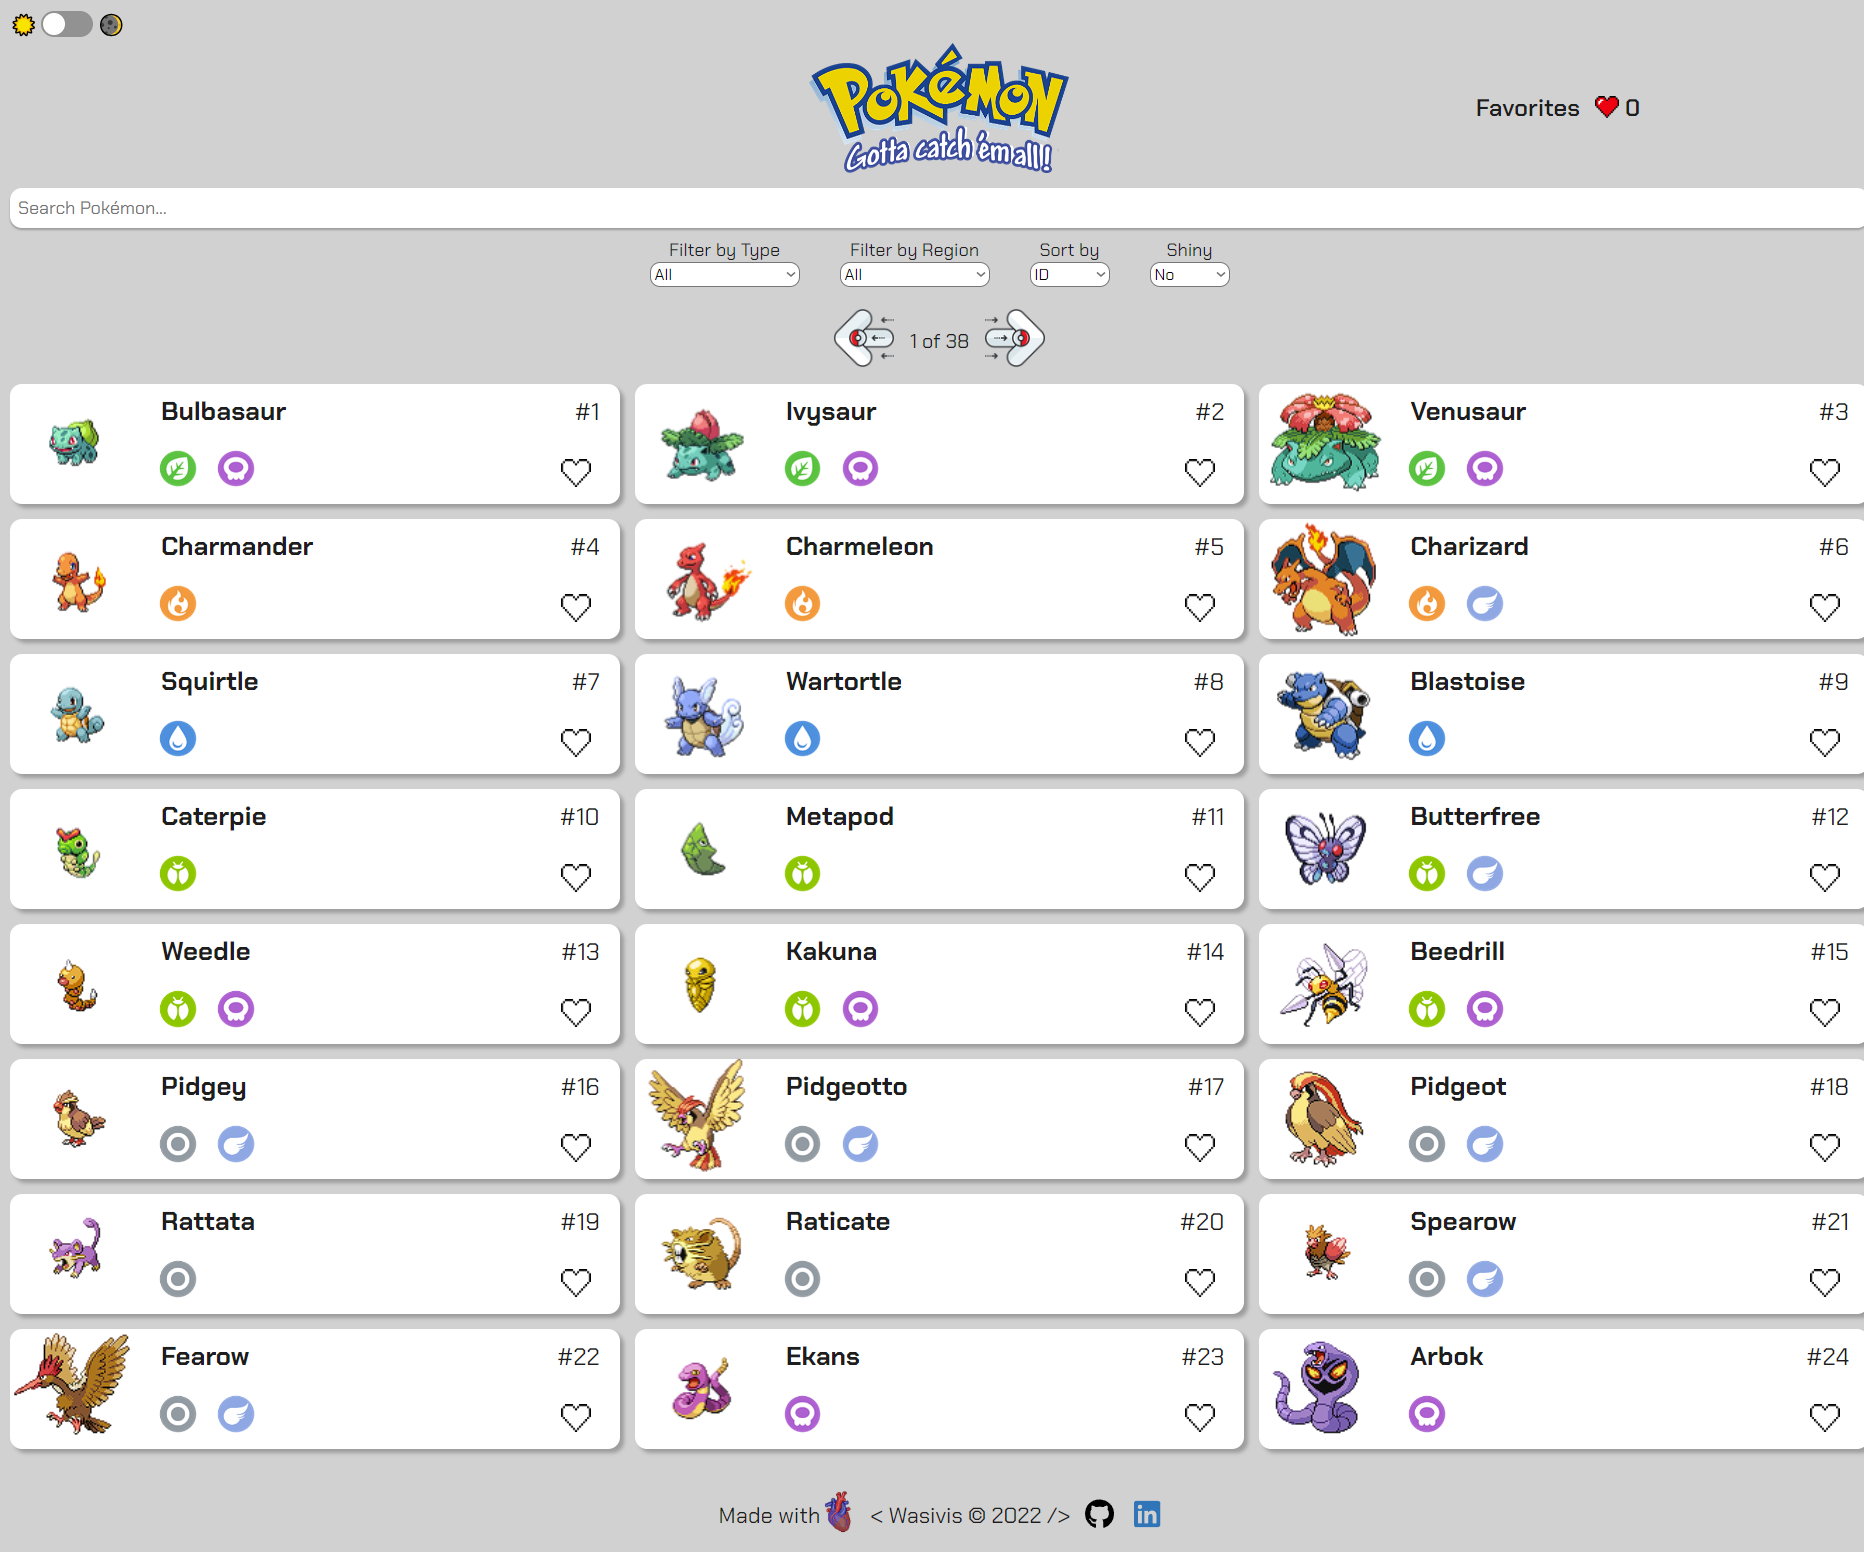 POKéMON
Gotta catch 'em all!
Favorites 0
Search Pokémon...
Filter by Type Filter by Region Sort by Shiny
All All ID No
1 of 38
Bulbasaur #1
Ivysaur #2
Venusaur #3
Charmander #4
Charmeleon #5
Charizard #6
Squirtle #7
Wartortle #8
Blastoise #9
Caterpie #10
Metapod #11
Butterfree #12
Weedle #13
Kakuna #14
Beedrill #15
Pidgey #16
Pidgeotto #17
Pidgeot #18
Rattata #19
Raticate #20
Spearow #21
Fearow #22
Ekans #23
Arbok #24
Made with < Wasivis © 2022 /> in